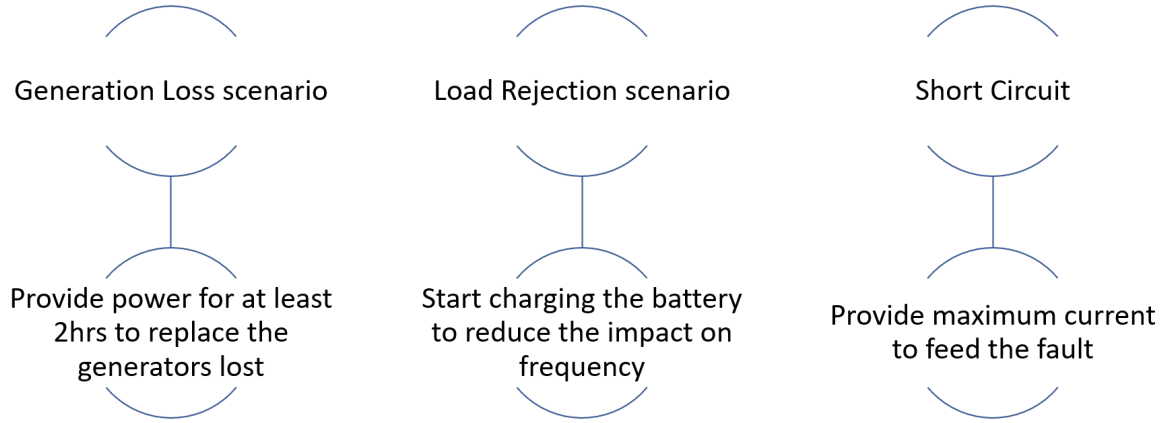 Generation Loss scenario
Provide power for at least
2hrs to replace the
generators lost
Load Rejection scenario
Start charging the battery
to reduce the impact on
frequency
Short Circuit
Provide maximum current
to feed the fault